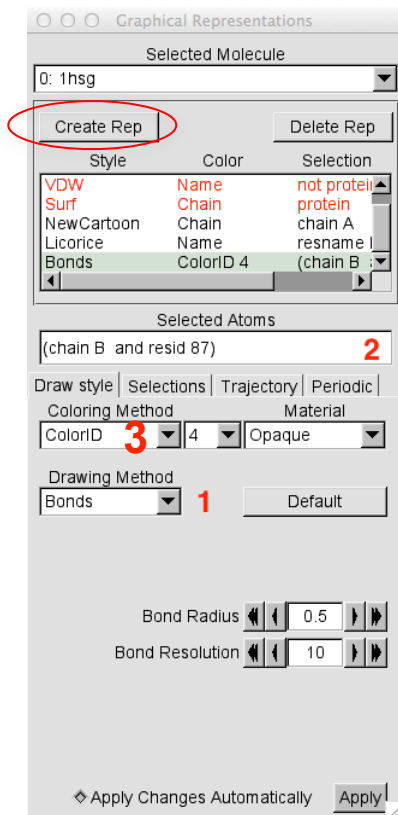 Graphical Representations
Selected Molecule
0: 1hsg
Create Rep Delete Rep
Style Color Selection
VDW Name not protei
Surf Chain protein
NewCartoon Chain chain A
Licorice Name resname
Bonds ColorID 4 (chain B
Selected Atoms
(chain B and resid 87) 2
Draw style Selections Trajectory Periodic
Coloring Method Material
ColorID 3 4 Opaque
Drawing Method
Bonds 1 Default
Bond Radius 0.5
Bond Resolution 10
Apply Changes Automatically Apply